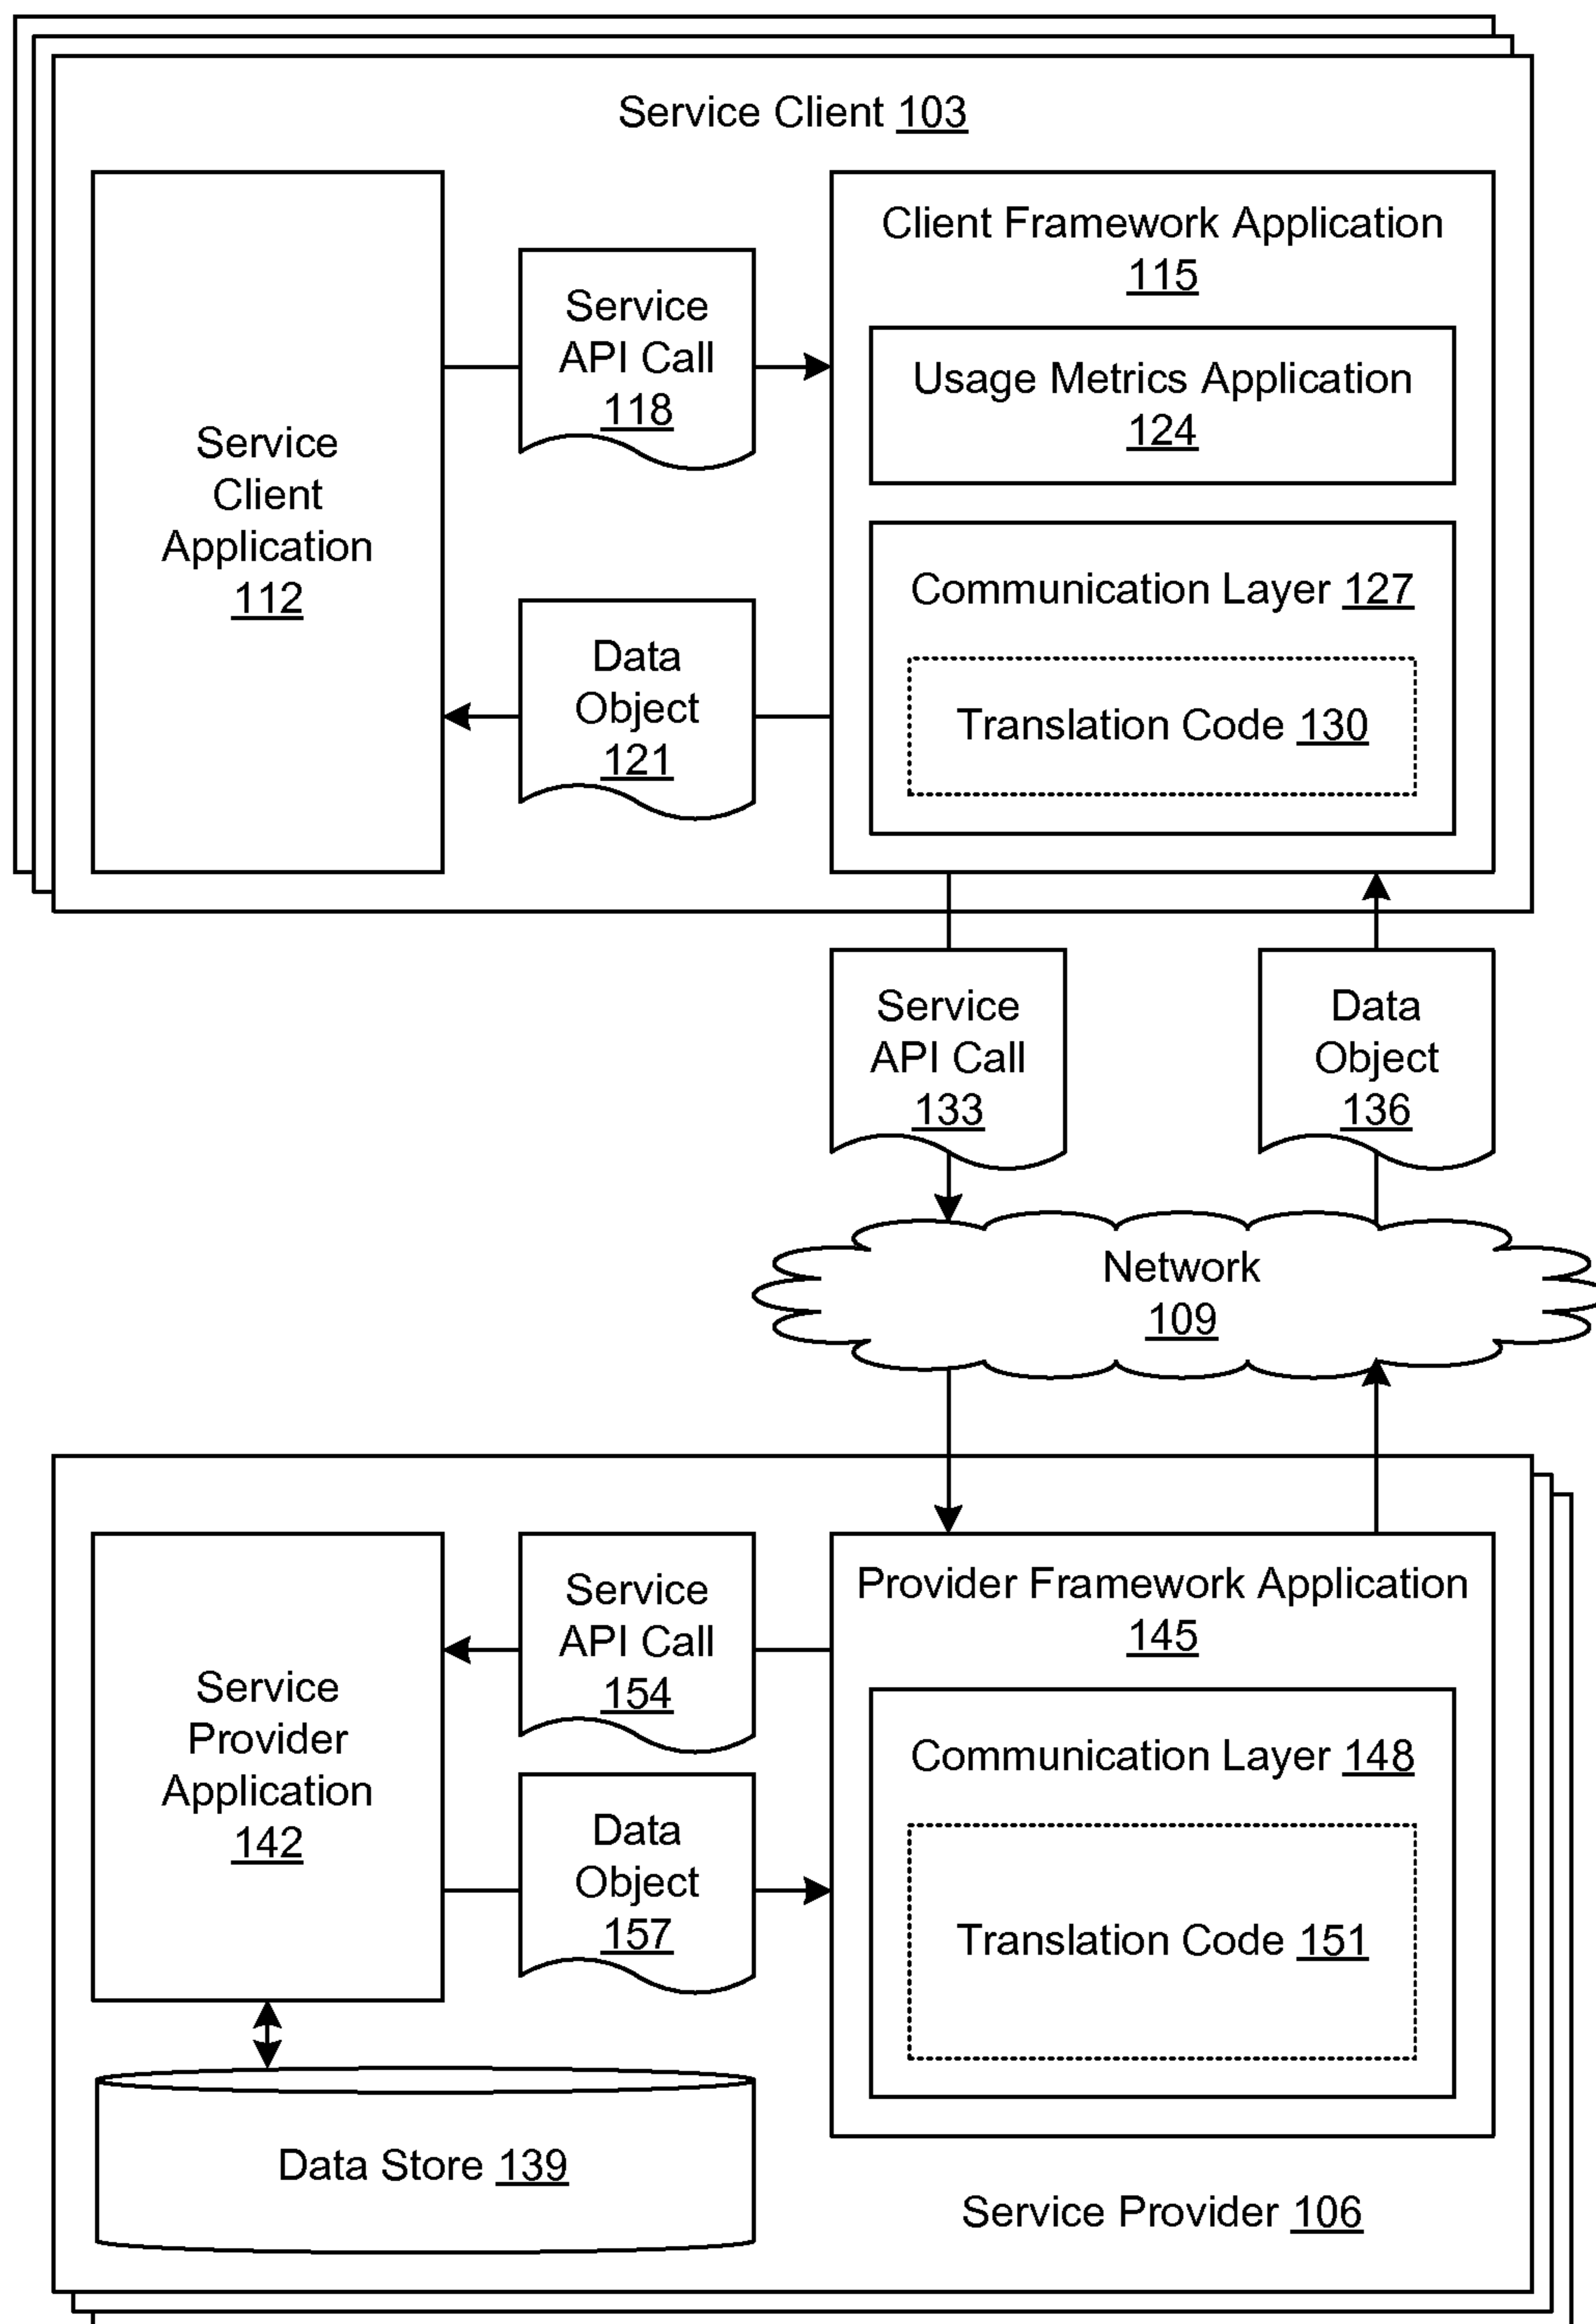 Service Client 103
Service
Client
Application
112
Service
API Call
118
Data
Object
121
Client Framework Application
115
Usage Metrics Application
124
Communication Layer 127
Translation Code 130
Service
API Call
133
Data
Object
136
Network
109
Service
Provider
Application
142
Service
API Call
154
Data
Object
157
Provider Framework Application
145
Communication Layer 148
Translation Code 151
Data Store 139
Service Provider 106